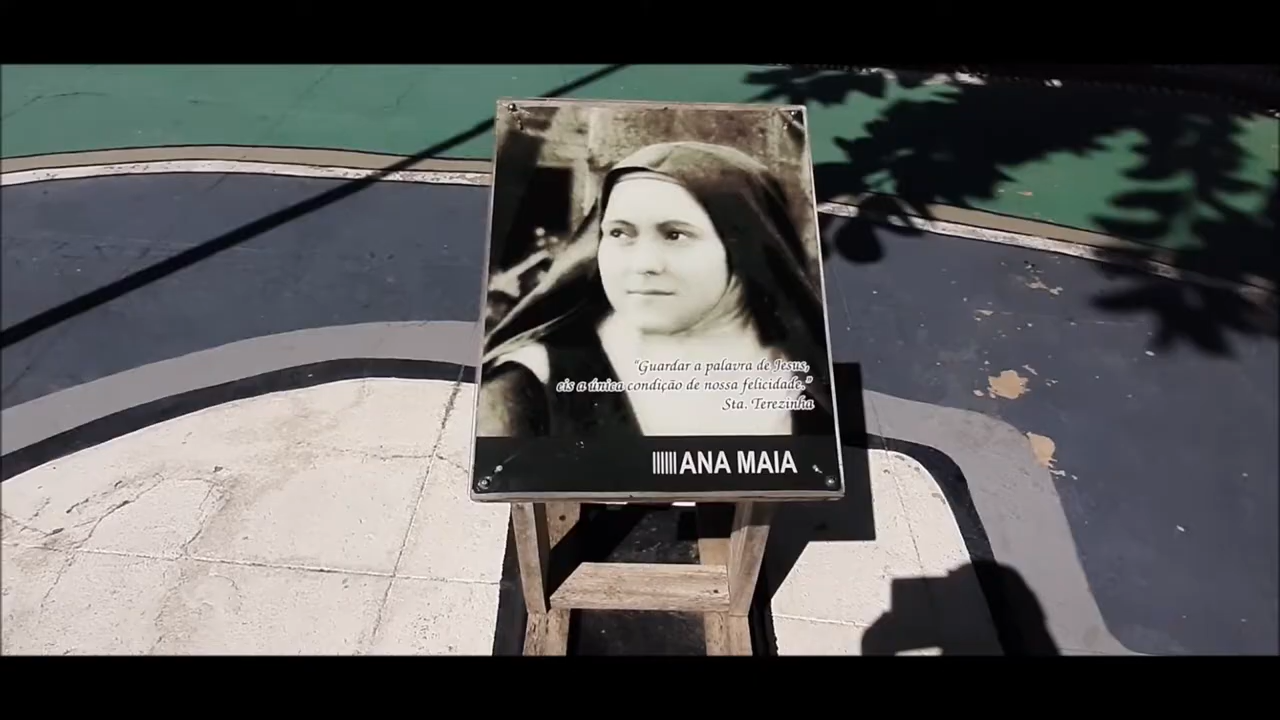 "Guardar a palavra de Jesus,
eis a única condição de nossa felicidade."
Sta. Terezinha
ANA MAIA